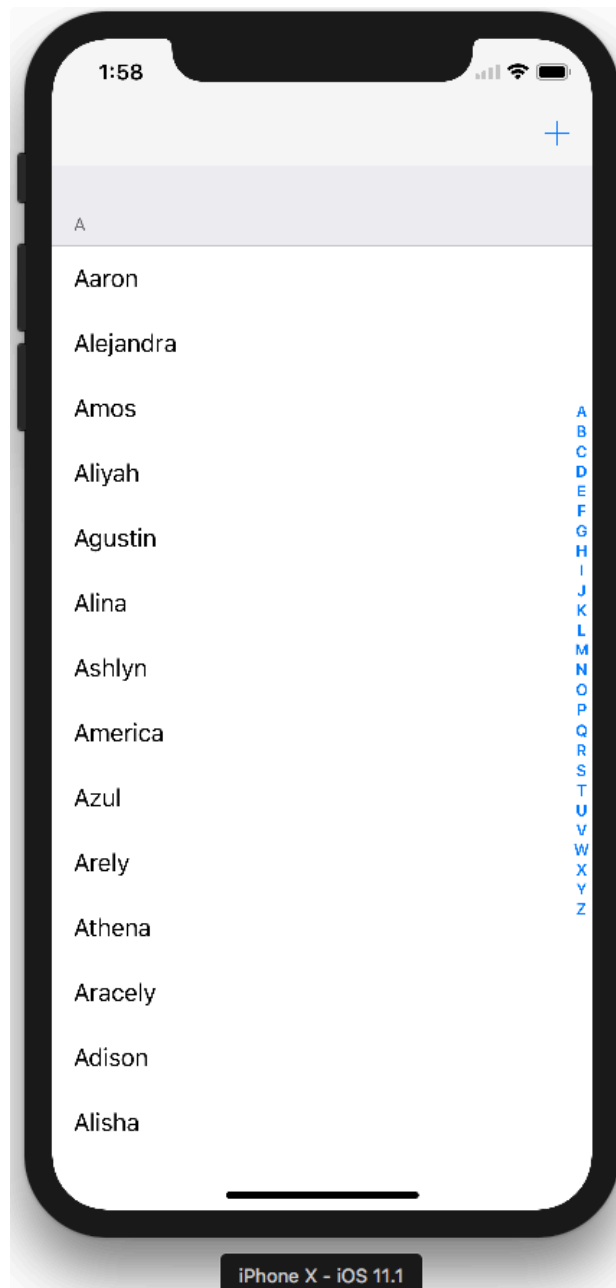 1:58
A
Aaron
Alejandra
Amos
Aliyah
Agustin
Alina
Ashlyn
America
Azul
Arely
Athena
Aracely
Adison
Alisha
A
B
C
D
E
F
G
H
I
J
K
L
M
N
O
P
Q
R
S
T
U
V
W
X
Y
Z
iPhone X - iOS 11.1